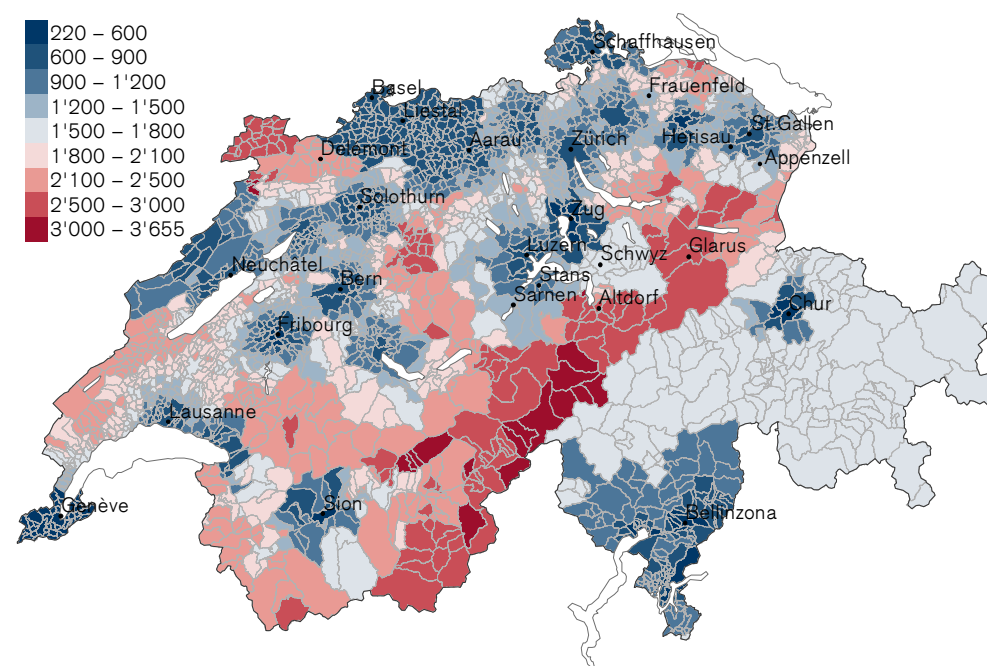 220 – 600
600 – 900
900 – 1'200
1'200 – 1'500
1'500 – 1'800
1'800 – 2'100
2'100 – 2'500
2'500 – 3'000
3'000 – 3'655
Schaffhausen
Basel
Frauenfeld
Liestal
St.Gallen
Herisau
Aarau
Zürich
Delemont
Appenzell
Solothurn
Zug
Luzern
Schwyz
Glarus
Neuchâtel
Bern
Stans
Sarnen
Altdorf
Chur
Fribourg
Lausanne
Genève
Sion
Bellinzona